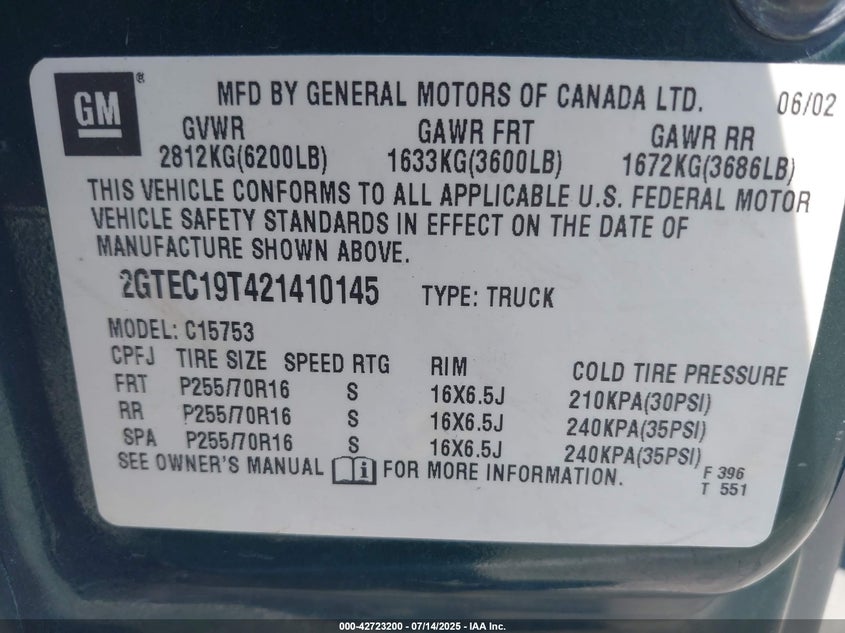 GM®
MFD BY GENERAL MOTORS OF CANADA LTD. 06/02
GVWR GAWR FRT GAWR RR
2812KG(6200LB) 1633KG(3600LB) 1672KG(3686LB)
THIS VEHICLE CONFORMS TO ALL APPLICABLE U.S. FEDERAL MOTOR
VEHICLE SAFETY STANDARDS IN EFFECT ON THE DATE OF
MANUFACTURE SHOWN ABOVE.
2GTEC19T421410145 TYPE: TRUCK
MODEL: C15753
CPFJ TIRE SIZE SPEED RTG RIM COLD TIRE PRESSURE
FRT P255/70R16 S 16X6.5J 210KPA(30PSI)
RR P255/70R16 S 16X6.5J 240KPA(35PSI)
SPA P255/70R16 S 16X6.5J 240KPA(35PSI)
SEE OWNER'S MANUAL i FOR MORE INFORMATION.
F 396
T 551
000-42723200 - 07/14/2025 - IAA Inc.